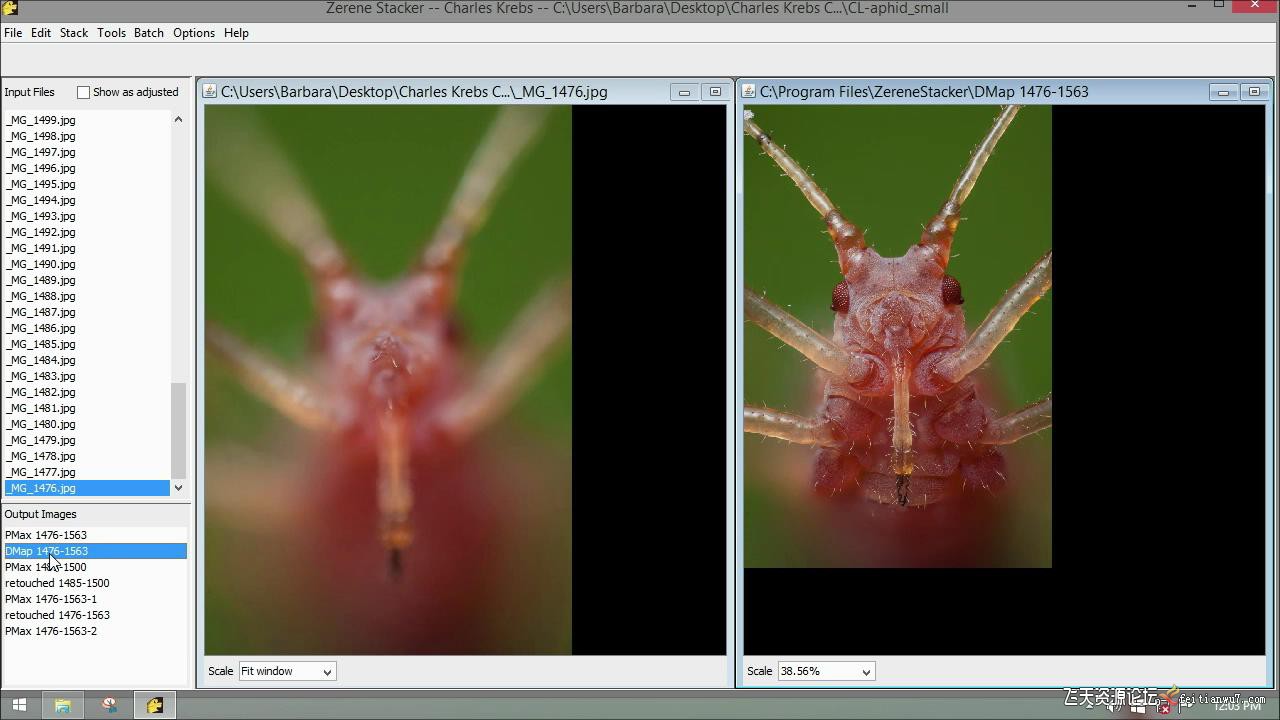 Zerene Stacker -- Charles Krebs -- C:\Users\Barbara\Desktop\Charles Krebs C...\CL-aphid_small
File Edit Stack Tools Batch Options Help
Input Files Show as adjusted
_MG_1499.jpg
_MG_1498.jpg
_MG_1497.jpg
_MG_1496.jpg
_MG_1495.jpg
_MG_1494.jpg
_MG_1493.jpg
_MG_1492.jpg
_MG_1491.jpg
_MG_1490.jpg
_MG_1489.jpg
_MG_1488.jpg
_MG_1487.jpg
_MG_1486.jpg
_MG_1485.jpg
_MG_1484.jpg
_MG_1483.jpg
_MG_1482.jpg
_MG_1481.jpg
_MG_1480.jpg
_MG_1479.jpg
_MG_1478.jpg
_MG_1477.jpg
_MG_1476.jpg
Output Images
PMax 1476-1563
DMap 1476-1563
PMax 1485-1500
retouched 1485-1500
PMax 1476-1563-1
retouched 1476-1563
PMax 1476-1563-2
C:\Users\Barbara\Desktop\Charles Krebs C...\_MG_1476.jpg
Scale Fit window
C:\Program Files\ZereneStacker\DMap 1476-1563
Scale 38.56%
飞天资源论坛 feitianwu7.com
12:03 PM